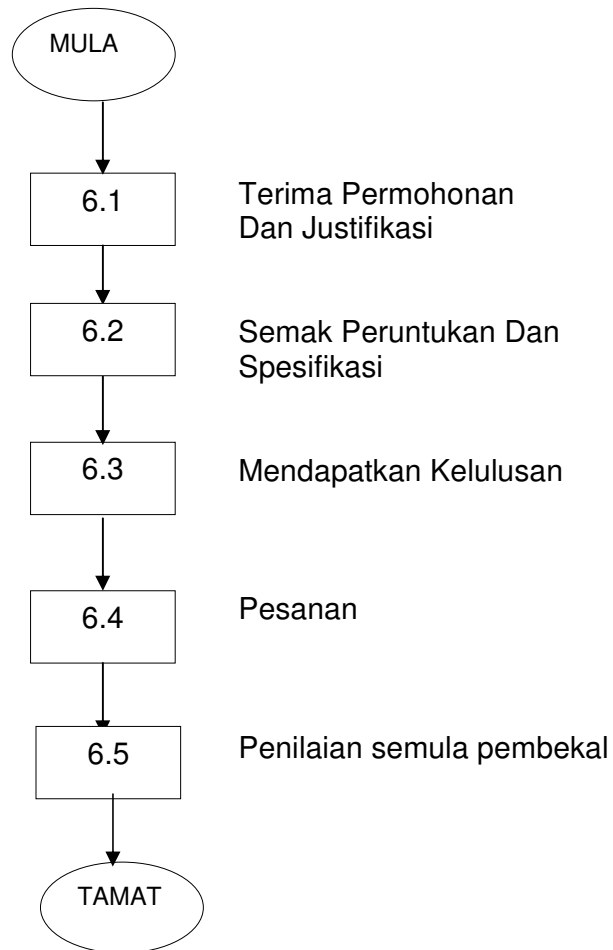 MULA
6.1
Terima Permohonan
Dan Justifikasi
6.2
Semak Peruntukan Dan
Spesifikasi
6.3
Mendapatkan Kelulusan
6.4
Pesanan
6.5
Penilaian semula pembekal
TAMAT